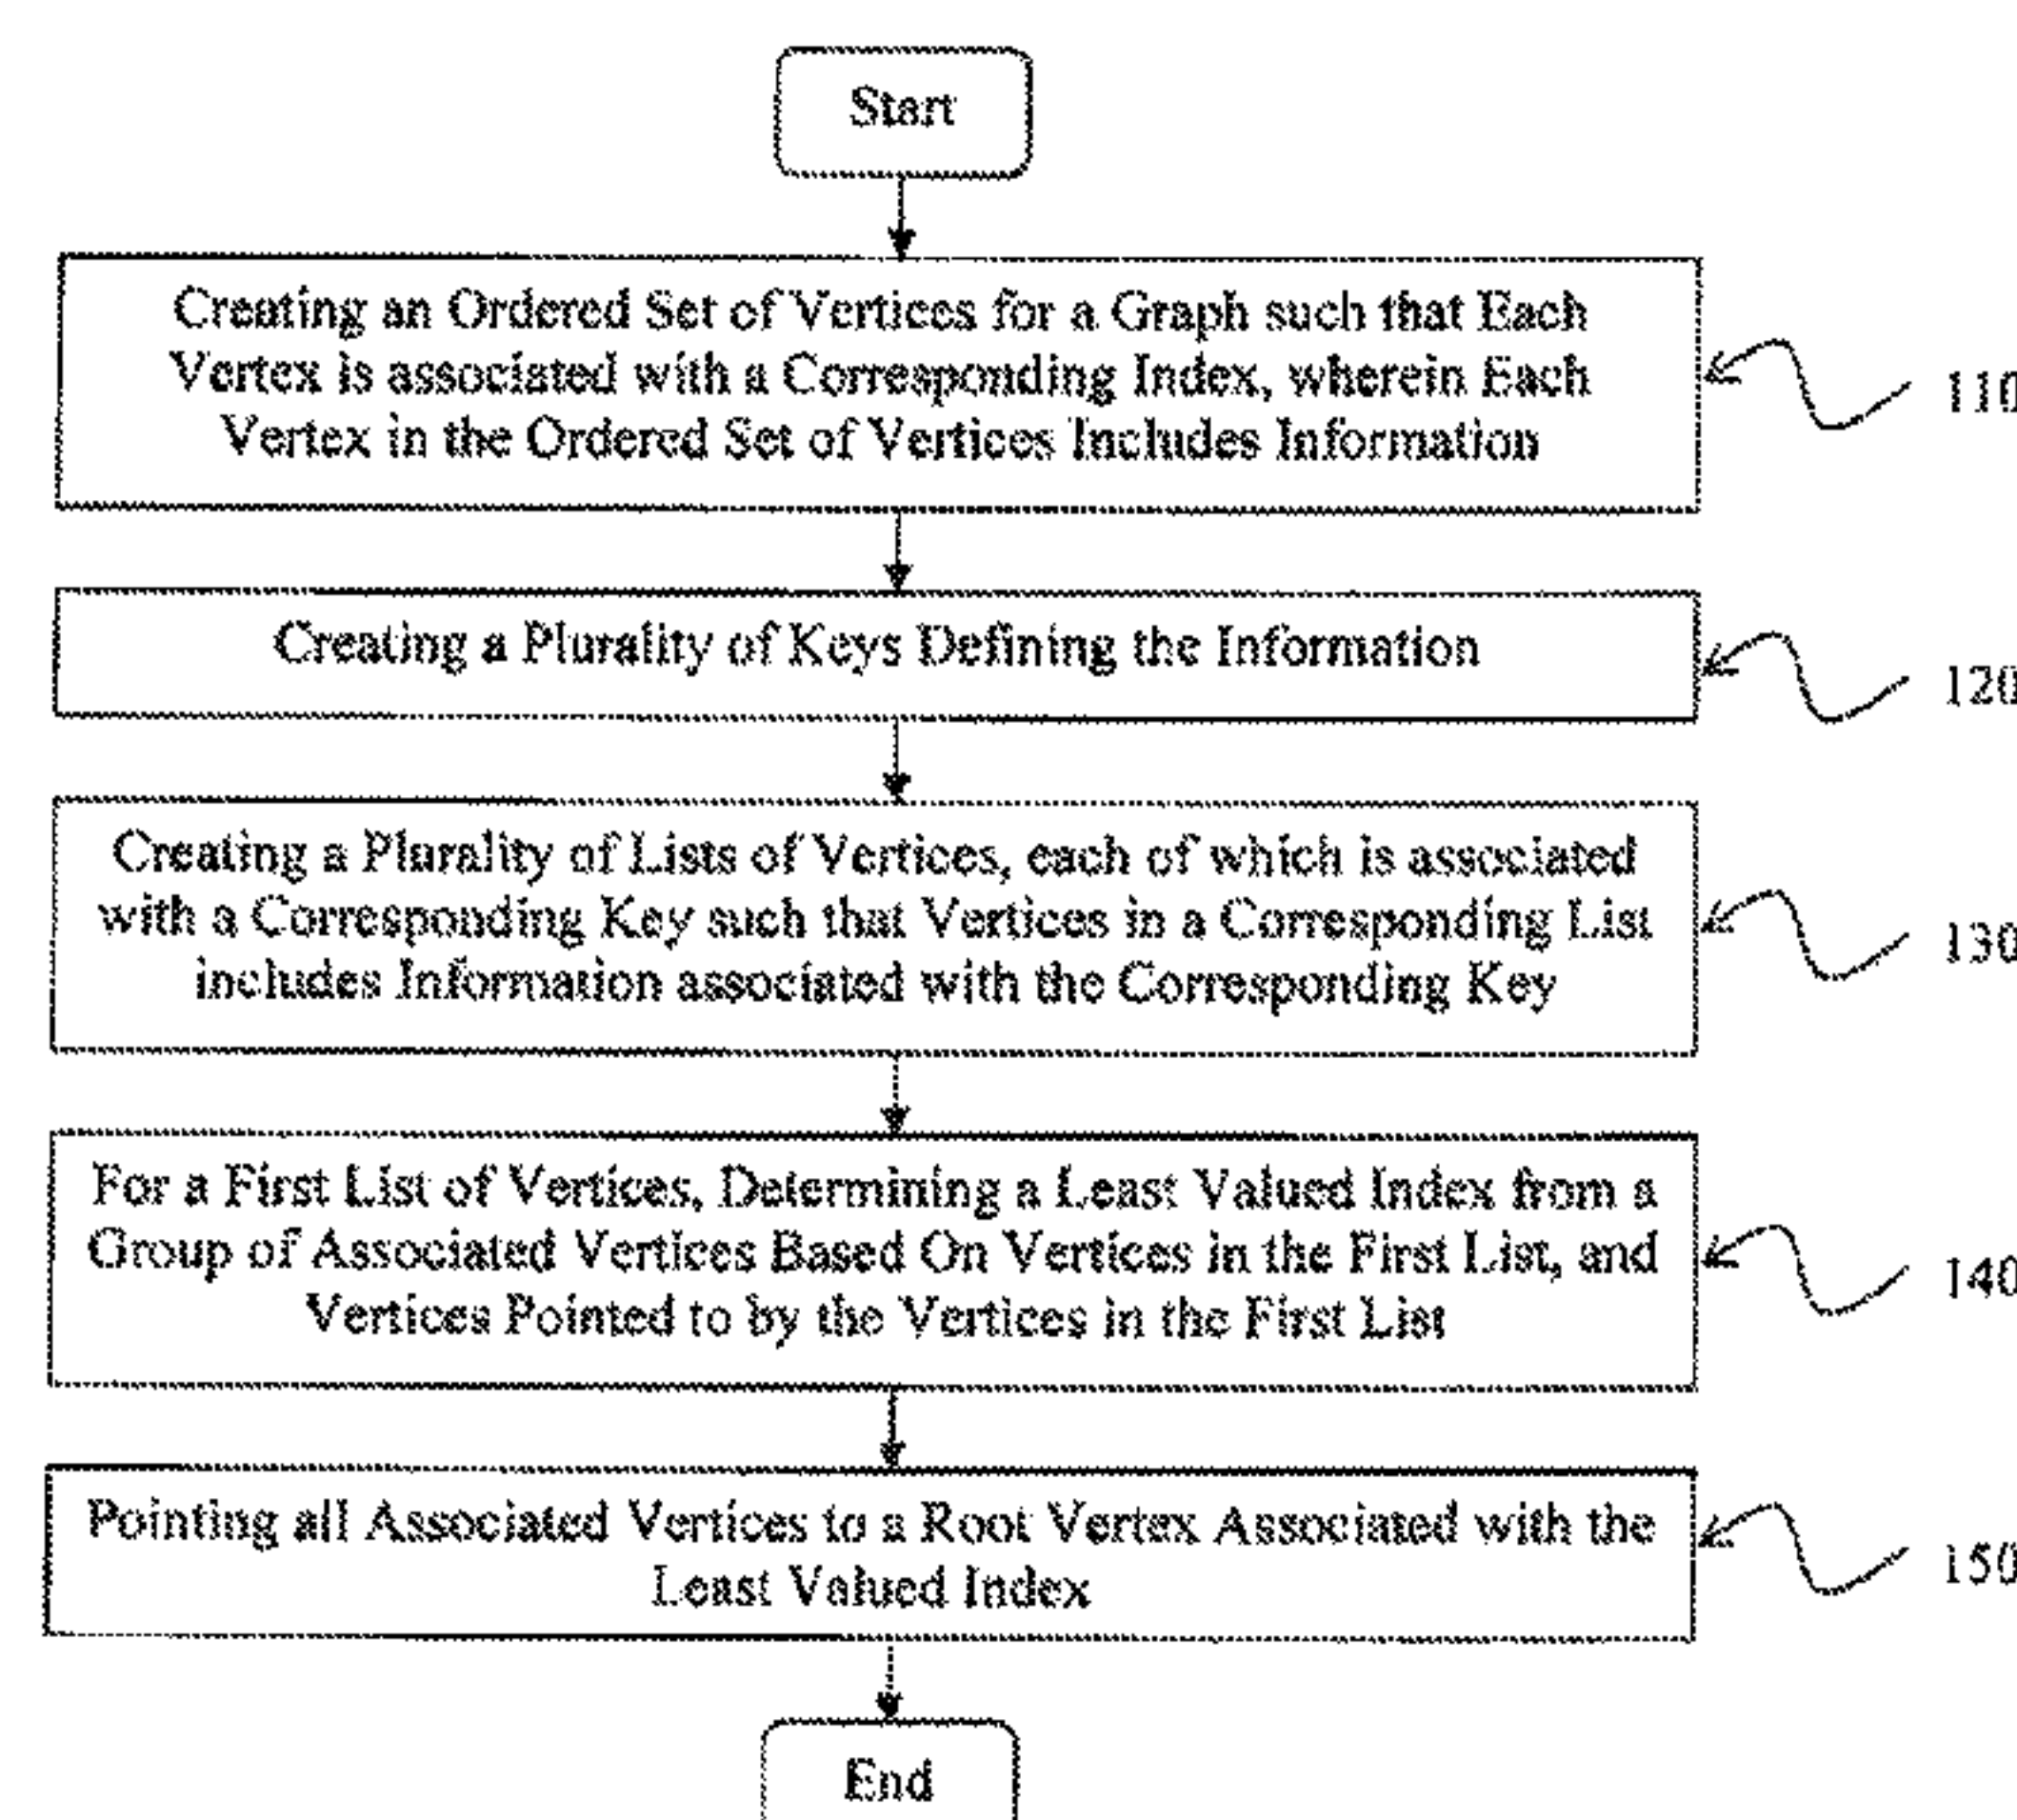 Start
Creating an Ordered Set of Vertices for a Graph such that Each
Vertex is associated with a Corresponding Index, wherein Each
Vertex in the Ordered Set of Vertices Includes Information
110
Creating a Plurality of Keys Defining the Information
120
Creating a Plurality of Lists of Vertices, each of which is associated
with a Corresponding Key such that Vertices in a Corresponding List
includes Information associated with the Corresponding Key
130
For a First List of Vertices, Determining a Least Valued Index from a
Group of Associated Vertices Based On Vertices in the First List, and
Vertices Pointed to by the Vertices in the First List
140
Pointing all Associated Vertices to a Root Vertex Associated with the
Least Valued Index
150
End